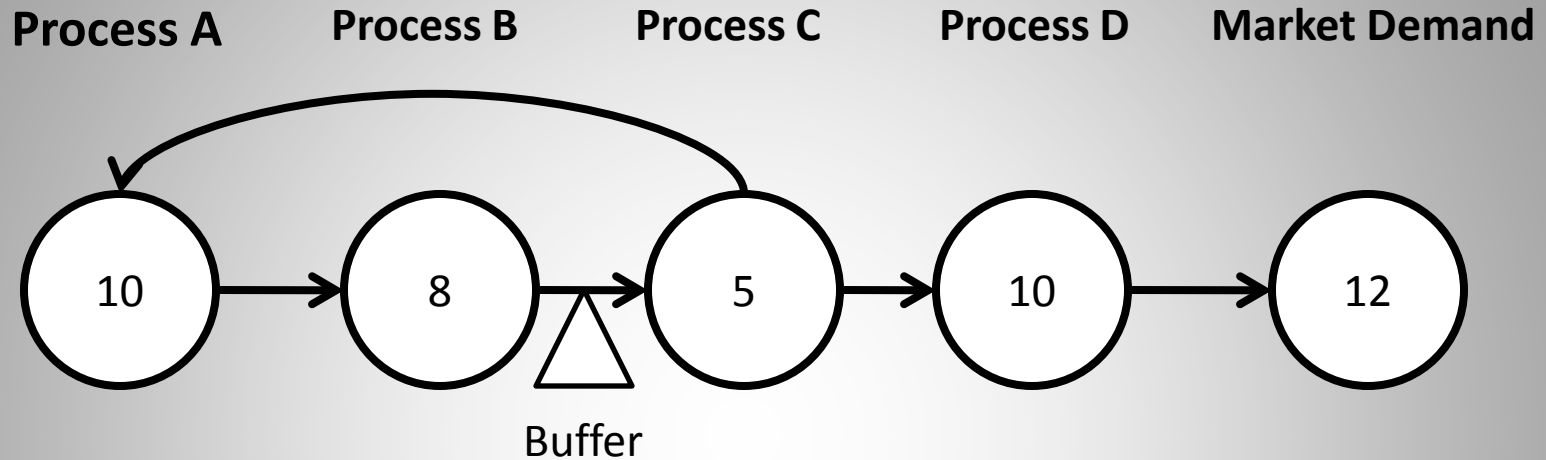 Process A Process B Process C Process D Market Demand
10 8 5 10 12
Buffer